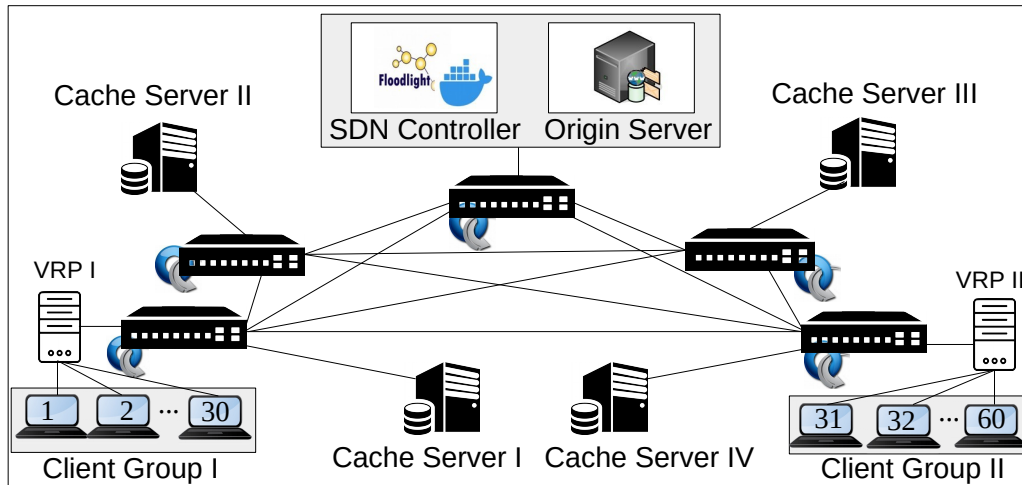 Floodlight
SDN Controller
Origin Server
Cache Server II
Cache Server III
VRP I
VRP II
1
2
...
30
31
32
...
60
Client Group I
Cache Server I
Cache Server IV
Client Group II